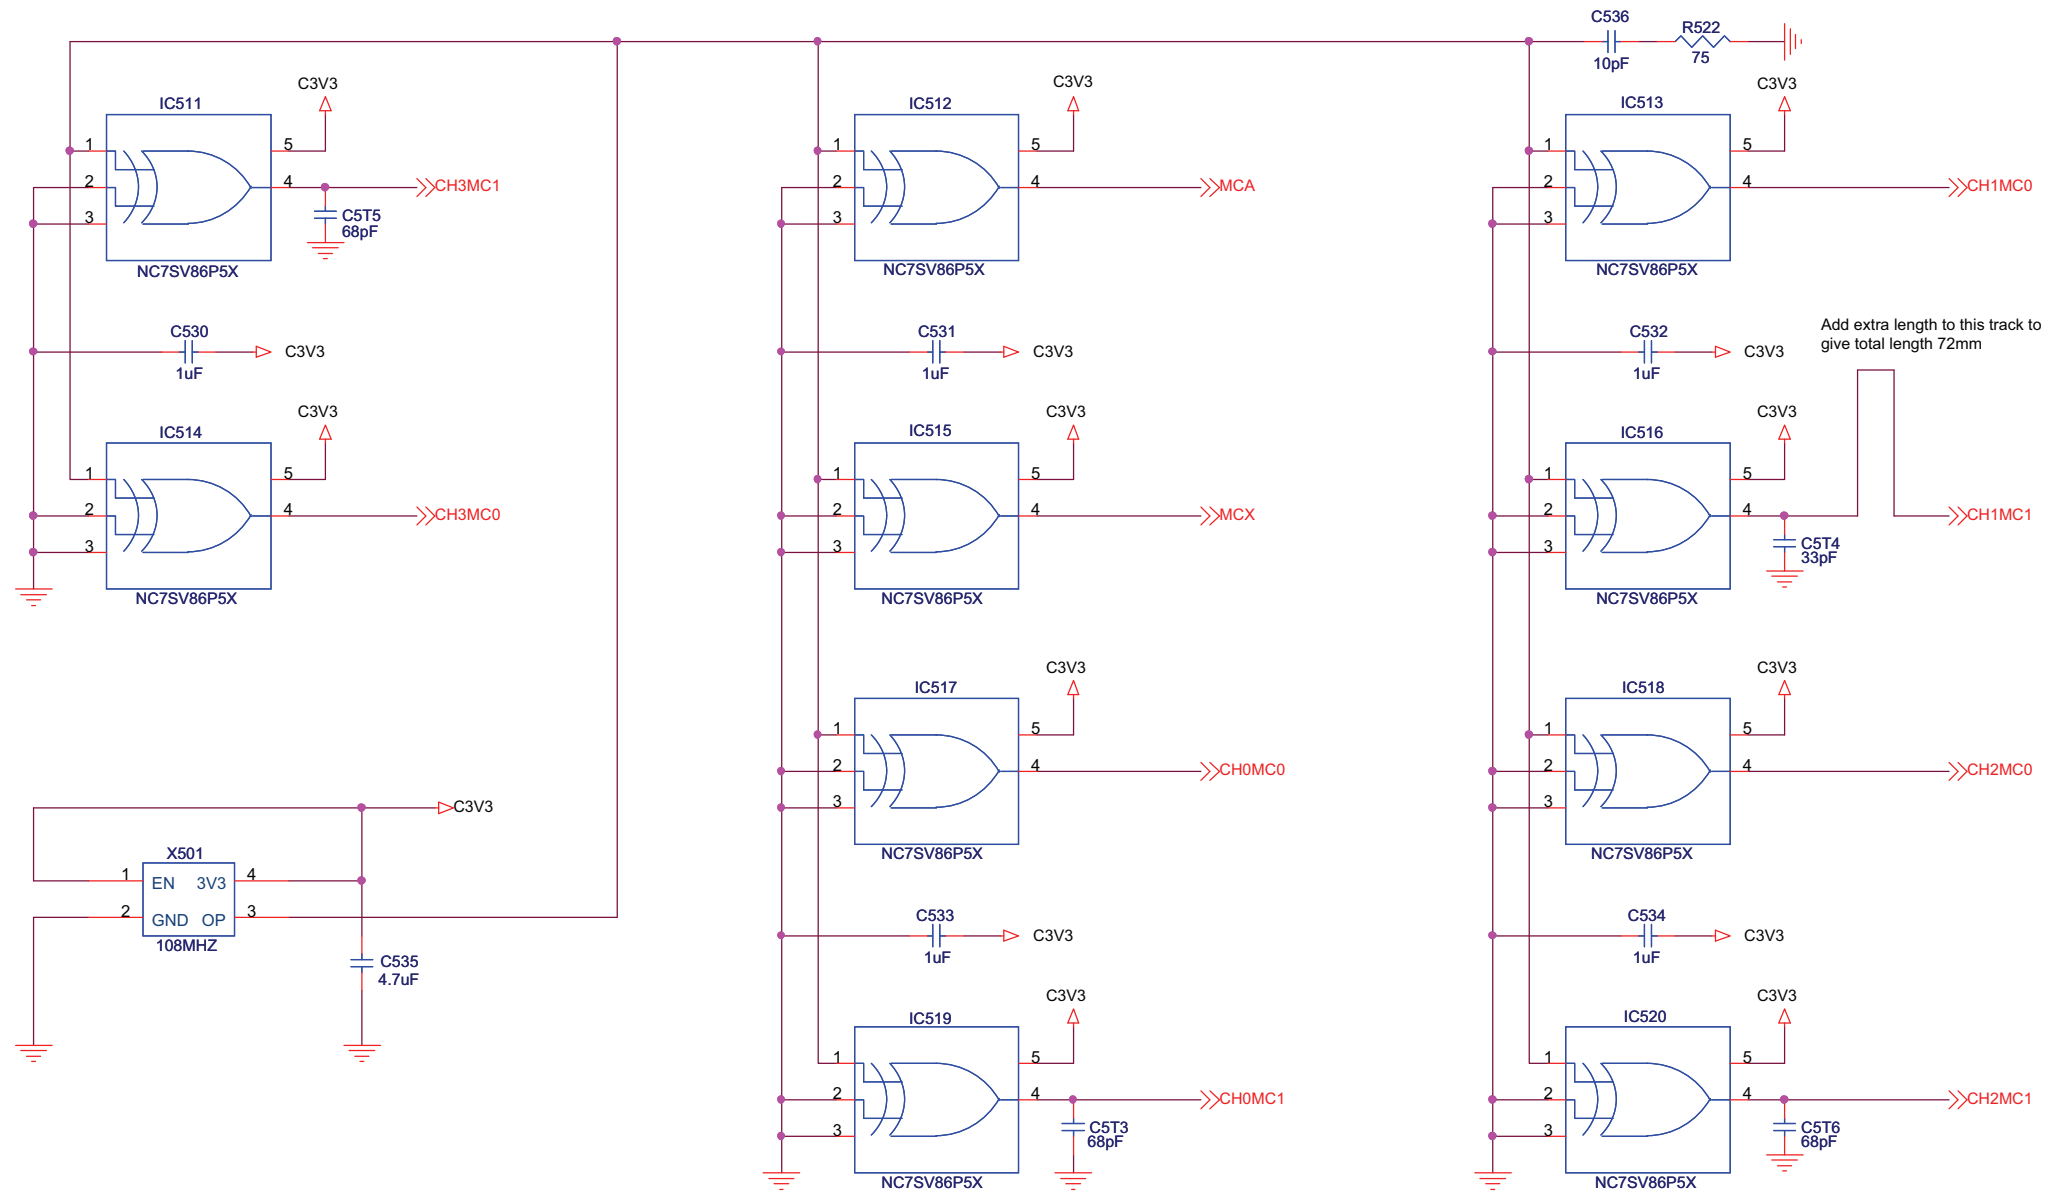 C536
R522
10pF
75
C3V3
IC511
1
5
2
4
CH3MC1
3
C5T5
68pF
NC7SV86P5X
C530
C3V3
1uF
C3V3
IC514
1
5
2
4
CH3MC0
3
NC7SV86P5X
C3V3
X501
1
EN
3V3
4
2
GND
OP
3
108MHZ
C535
4.7uF
C3V3
IC512
1
5
2
4
MCA
3
NC7SV86P5X
C531
C3V3
1uF
C3V3
IC515
1
5
2
4
MCX
3
NC7SV86P5X
C3V3
IC517
1
5
2
4
CH0MC0
3
NC7SV86P5X
C533
C3V3
1uF
C3V3
IC519
1
5
2
4
CH0MC1
3
C5T3
68pF
NC7SV86P5X
C3V3
IC513
1
5
2
4
CH1MC0
3
NC7SV86P5X
C532
C3V3
1uF
Add extra length to this track to
give total length 72mm
C3V3
IC516
1
5
2
4
CH1MC1
3
C5T4
33pF
NC7SV86P5X
C3V3
IC518
1
5
2
4
CH2MC0
3
NC7SV86P5X
C534
C3V3
1uF
C3V3
IC520
1
5
2
4
CH2MC1
3
C5T6
68pF
NC7SV86P5X